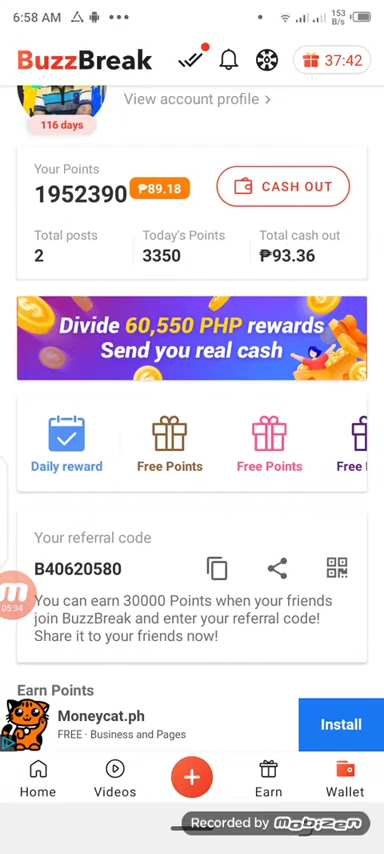 6:58 AM
153
B/s
BuzzBreak
37:42
View account profile >
116 days
Your Points
1952390
₱89.18
CASH OUT
Total posts
Today's Points
Total cash out
2
3350
₱93.36
Divide 60,550 PHP rewards
Send you real cash
Daily reward
Free Points
Free Points
Free
Your referral code
B40620580
05:34
You can earn 30000 Points when your friends
join BuzzBreak and enter your referral code!
Share it to your friends now!
Earn Points
Moneycat.ph
FREE · Business and Pages
Install
Home
Videos
Earn
Wallet
Recorded by mobizen